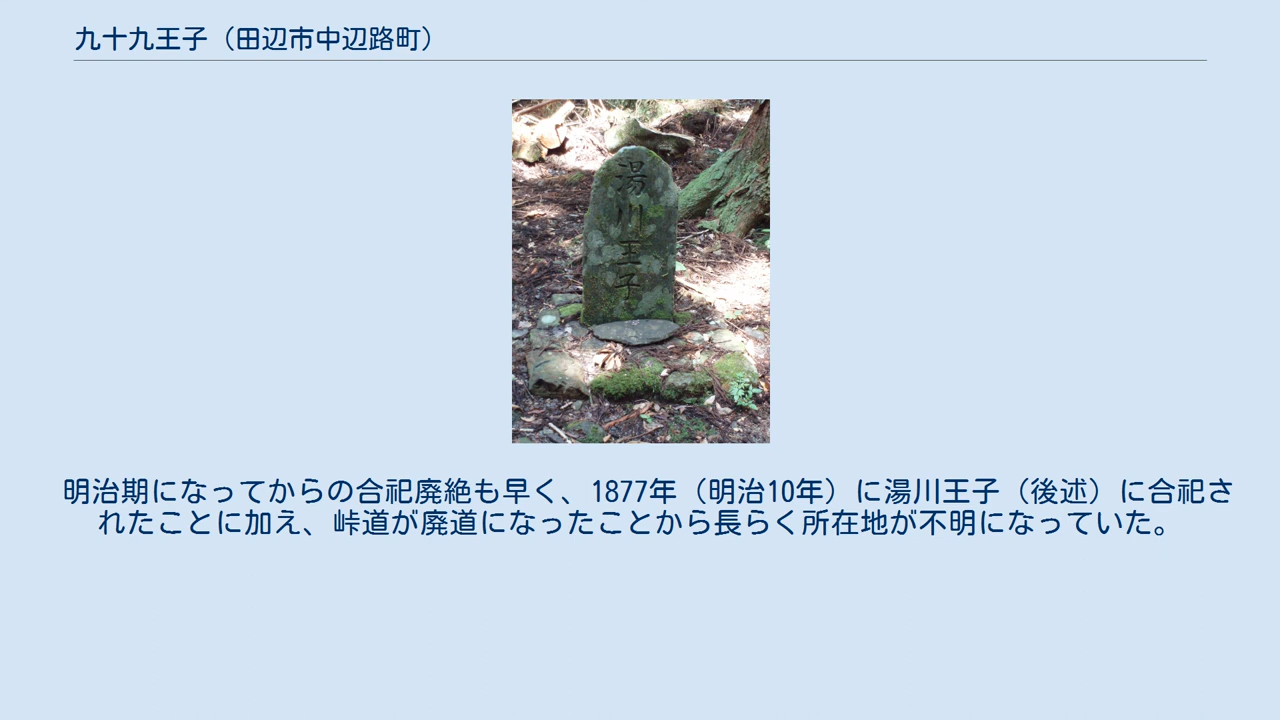 九十九王子（田辺市中辺路町）
湯川王子
明治期になってからの合祀廃絶も早く、1877年（明治10年）に湯川王子（後述）に合祀さ
れたことに加え、峠道が廃道になったことから長らく所在地が不明になっていた。